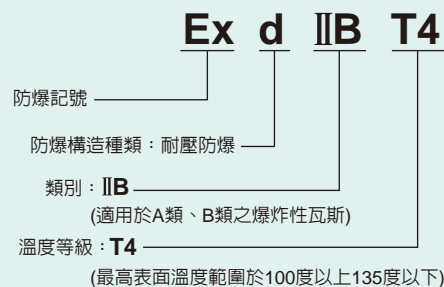 Ex d ⅡB T4
防爆記號
防爆構造種類：耐壓防爆
類別：ⅡB
(適用於A類、B類之爆炸性瓦斯)
溫度等級：T4
(最高表面溫度範圍於100度以上135度以下)